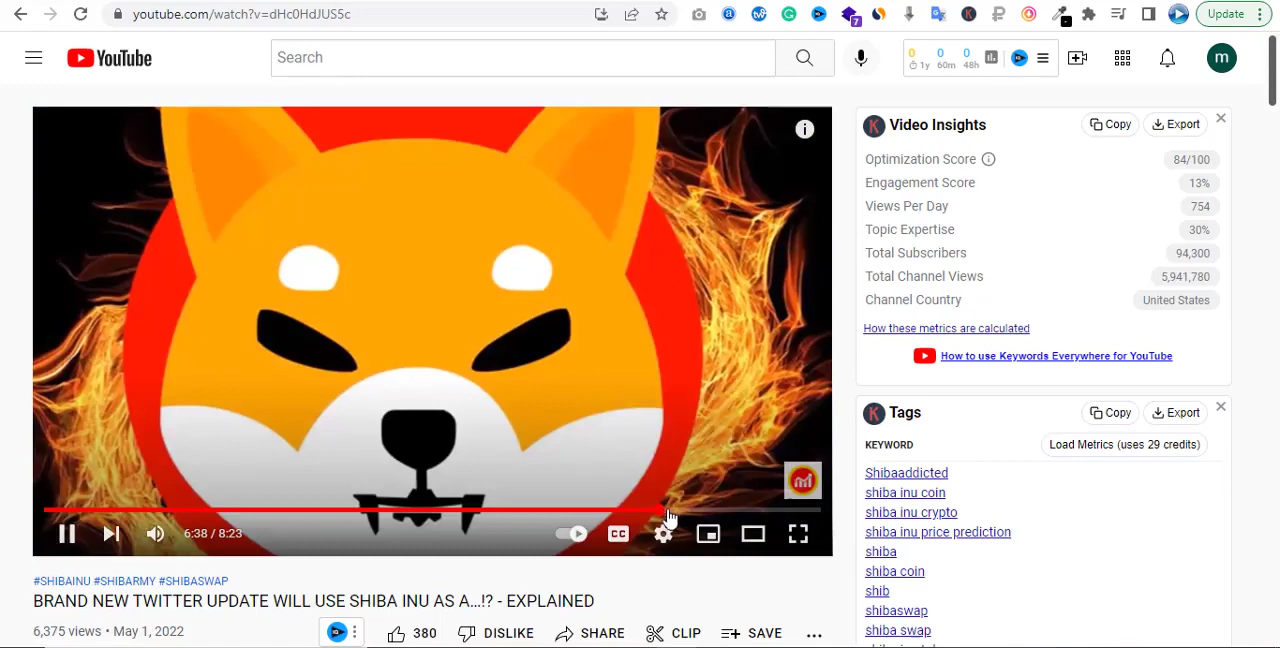 youtube.com/watch?v=dHc0HdJUS5c
7
Update
YouTube
Search
0 0 0
1y 60m 48h
m
i
Video Insights
Copy
Export
Optimization Score 84/100
Engagement Score 13%
Views Per Day 754
Topic Expertise 30%
Total Subscribers 94,300
Total Channel Views 5,941,780
Channel Country United States
How these metrics are calculated
How to use Keywords Everywhere for YouTube
Tags
Copy
Export
KEYWORD
Load Metrics (uses 29 credits)
Shibaaddicted
shiba inu coin
shiba inu crypto
shiba inu price prediction
shiba
shiba coin
shib
shibaswap
shiba swap
6:38 / 8:23
CC
#SHIBAINU #SHIBARMY #SHIBASWAP
BRAND NEW TWITTER UPDATE WILL USE SHIBA INU AS A...!? - EXPLAINED
6,375 views • May 1, 2022
380
DISLIKE
SHARE
CLIP
SAVE